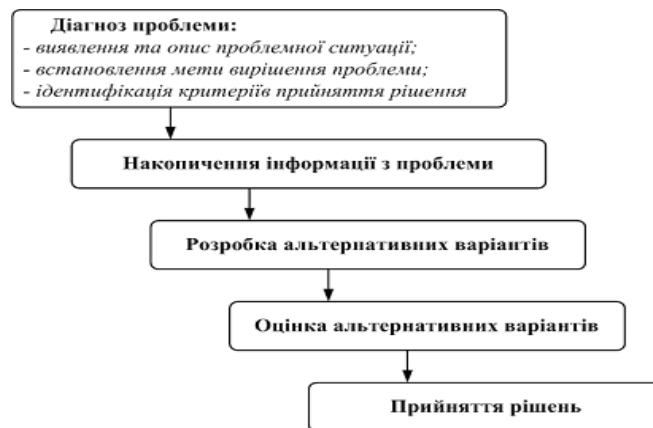 Діагноз проблеми:
- виявлення та опис проблемної ситуації;
- встановлення мети вирішення проблеми;
- ідентифікація критеріїв прийняття рішення
Накопичення інформації з проблеми
Розробка альтернативних варіантів
Оцінка альтернативних варіантів
Прийняття рішень